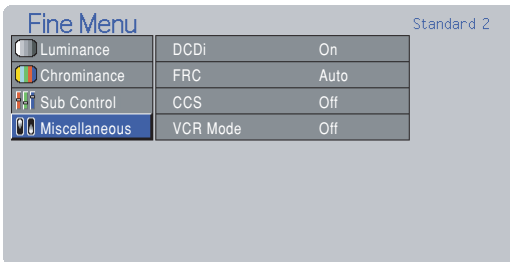 Fine Menu
Standard 2
Luminance DCDi On
Chrominance FRC Auto
Sub Control CCS Off
Miscellaneous VCR Mode Off